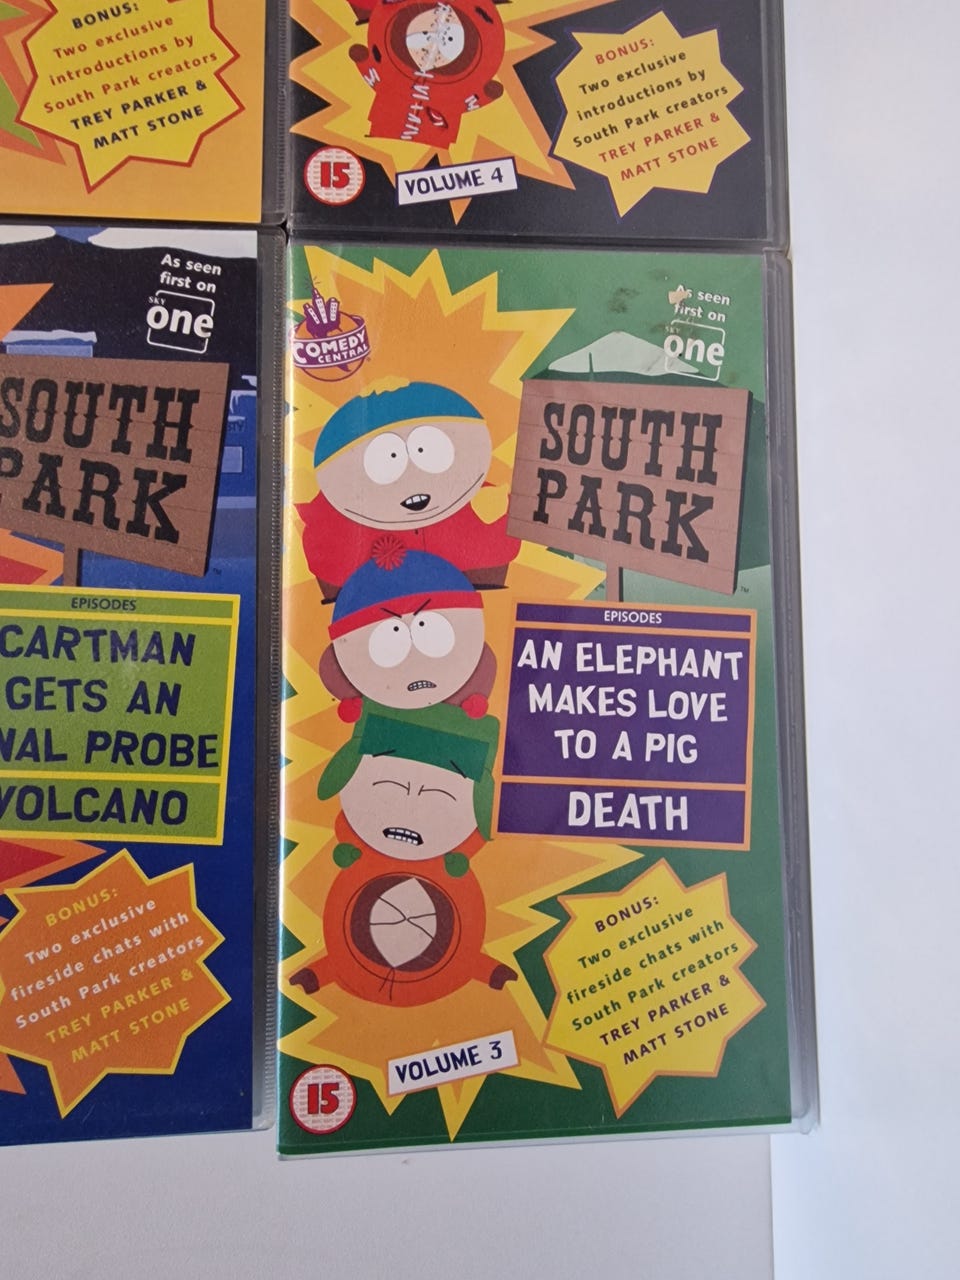 BONUS:
Two exclusive
introductions by
South Park creators
TREY PARKER &
MATT STONE
BONUS:
Two exclusive
introductions by
South Park creators
TREY PARKER &
MATT STONE
15
VOLUME 4
As seen
first on
SKY
one
SOUTH
PARK
TM
EPISODES
CARTMAN
GETS AN
NAL PROBE
VOLCANO
BONUS:
Two exclusive
fireside chats with
South Park creators
TREY PARKER &
MATT STONE
COMEDY
CENTRAL
As seen
first on
SKY
one
SOUTH
PARK
TM
EPISODES
AN ELEPHANT
MAKES LOVE
TO A PIG
DEATH
BONUS:
Two exclusive
fireside chats with
South Park creators
TREY PARKER &
MATT STONE
VOLUME 3
15